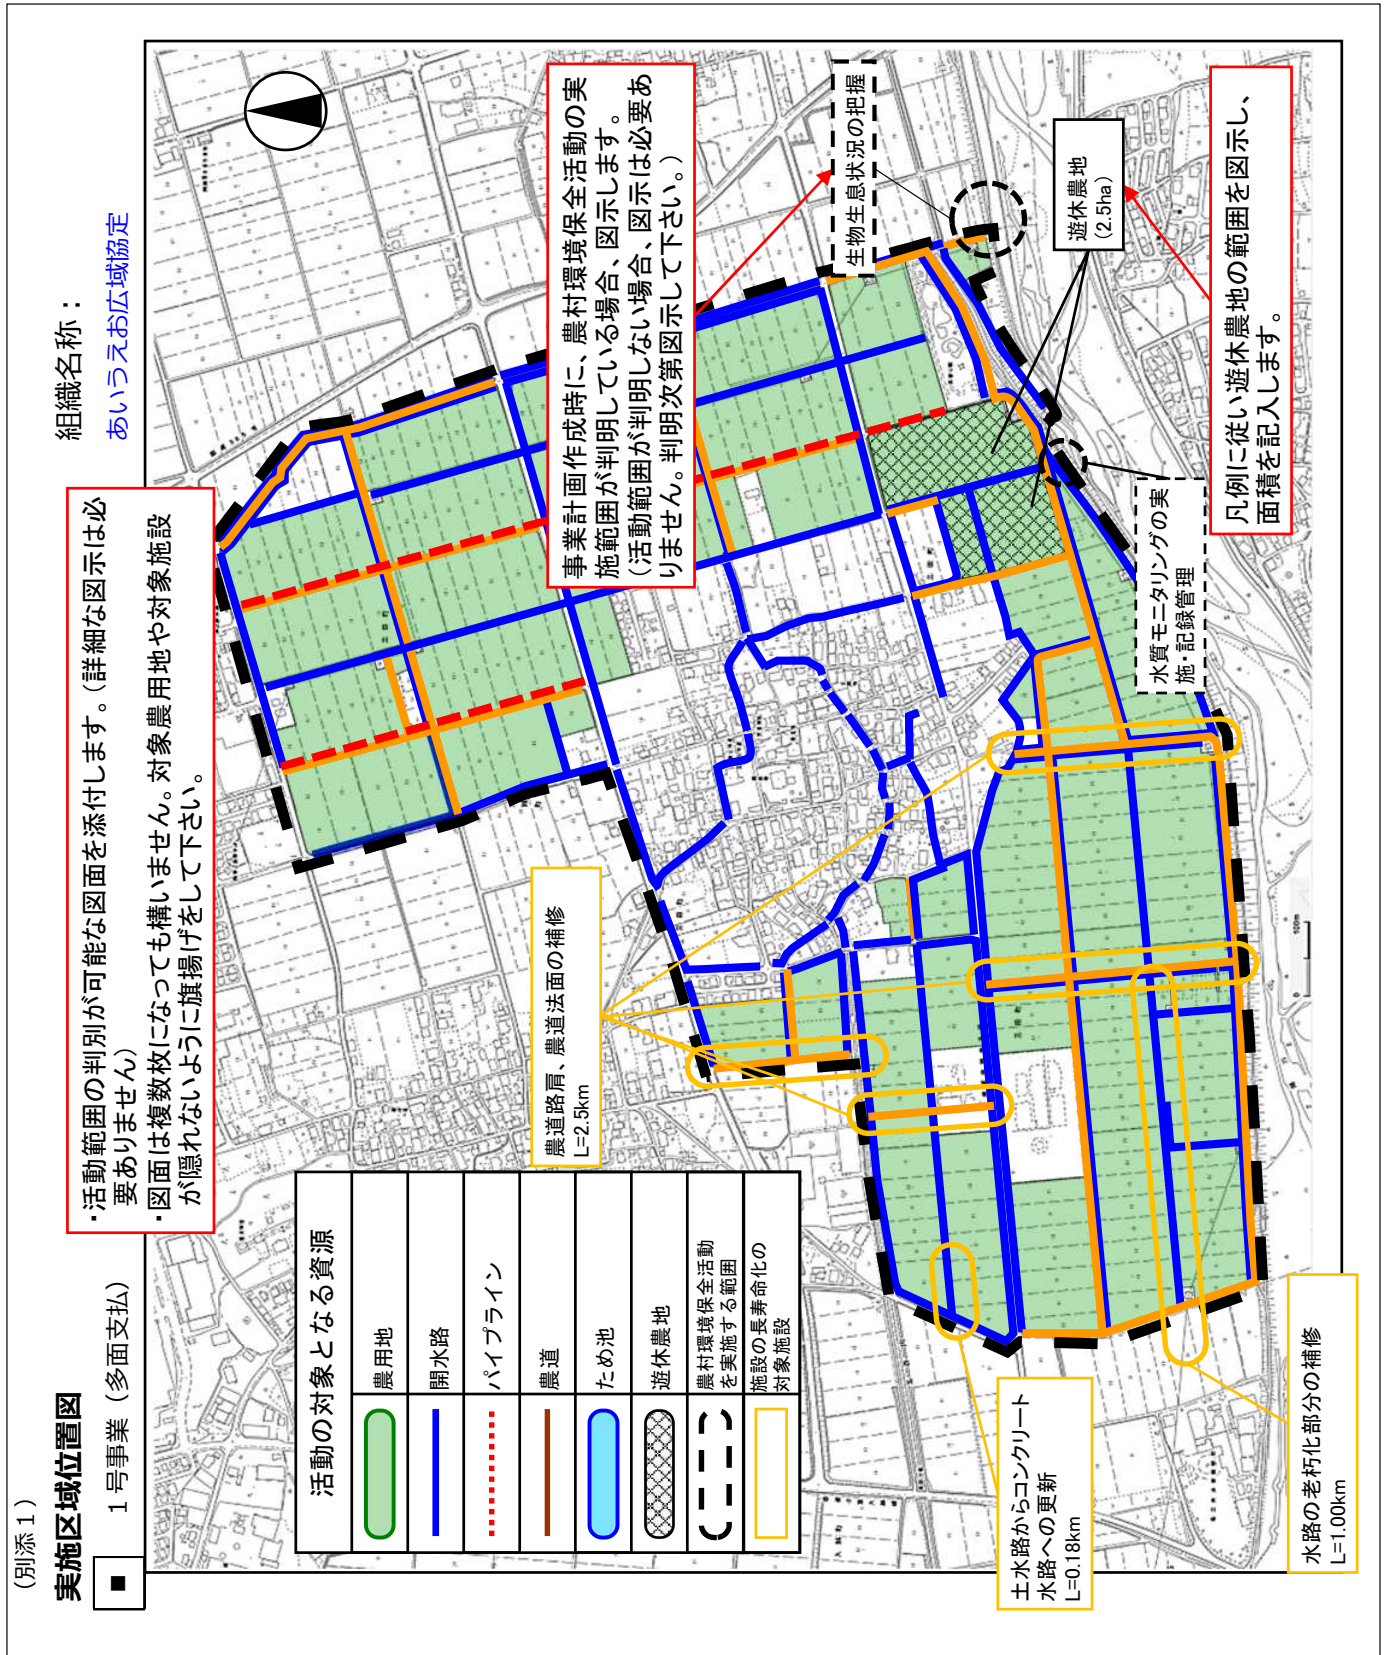 （別添１）
実施区域位置図
■
１号事業（多面支払）
組織名称：
あいうえお広域協定
・活動範囲の判別が可能な図面を添付します。（詳細な図示は必
要ありません）
・図面は複数枚になっても構いません。対象農用地や対象施設
が隠れないように旗揚げをして下さい。
事業計画作成時に、農村環境保全活動の実
施範囲が判明している場合、図示します。
（活動範囲が判明しない場合、図示は必要あ
りません。判明次第図示して下さい。）
生物生息状況の把握
遊休農地
（2.5ha）
凡例に従い遊休農地の範囲を図示し、
面積を記入します。
水質モニタリングの実
施・記録管理
農道路肩、農道法面の補修
L=2.5km
活動の対象となる資源
農用地
開水路
パイプライン
農道
ため池
遊休農地
農村環境保全活動
を実施する範囲
施設の長寿命化の
対象施設
土水路からコンクリート
水路への更新
L=0.18km
水路の老朽化部分の補修
L=1.00km
0
100m